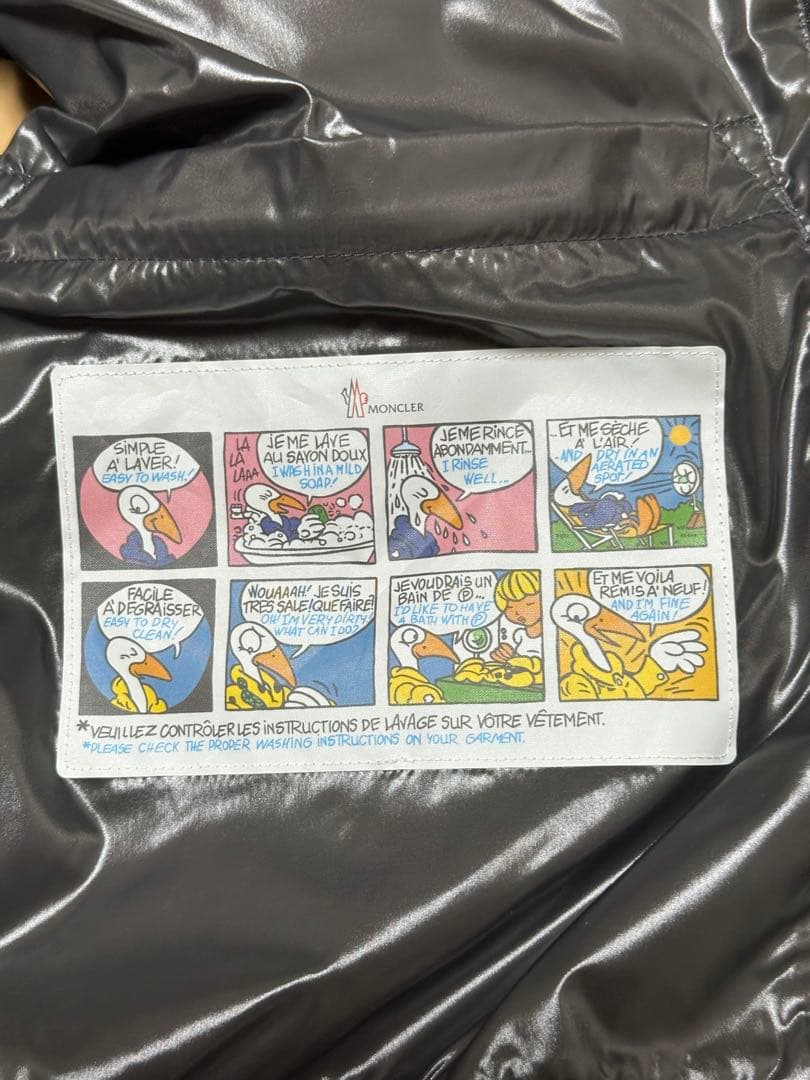 MONCLER
SIMPLE
A' LAVER!
EASY TO WASH!
LA
LA
LAAA
JE ME LAVE
AU SAVON DOUX
I WASH IN A MILD
SOAP!
JE ME RINCE
ABONDAMMENT...
I RINSE
WELL...
...ET ME SÈCHE
A' L'AIR!
...AND DRY IN AN
AERATED
SPOT!
FACILE
A' DEGRAISSER
EASY TO DRY
CLEAN!
WOUAAAH! JE SUIS
TRES SALE! QUE FAIRE?
OH! I'M VERY DIRTY!
WHAT CAN I DO?
JE VOUDRAIS UN
BAIN DE Ⓟ...
I'D LIKE TO HAVE
A BATH WITH Ⓟ
ET ME VOILA
REMIS A' NEUF!
AND I'M FINE
AGAIN!
*VEUILLEZ CONTRÔLER LES INSTRUCTIONS DE LAVAGE SUR VÔTRE VÊTEMENT.
*PLEASE CHECK THE PROPER WASHING INSTRUCTIONS ON YOUR GARMENT.